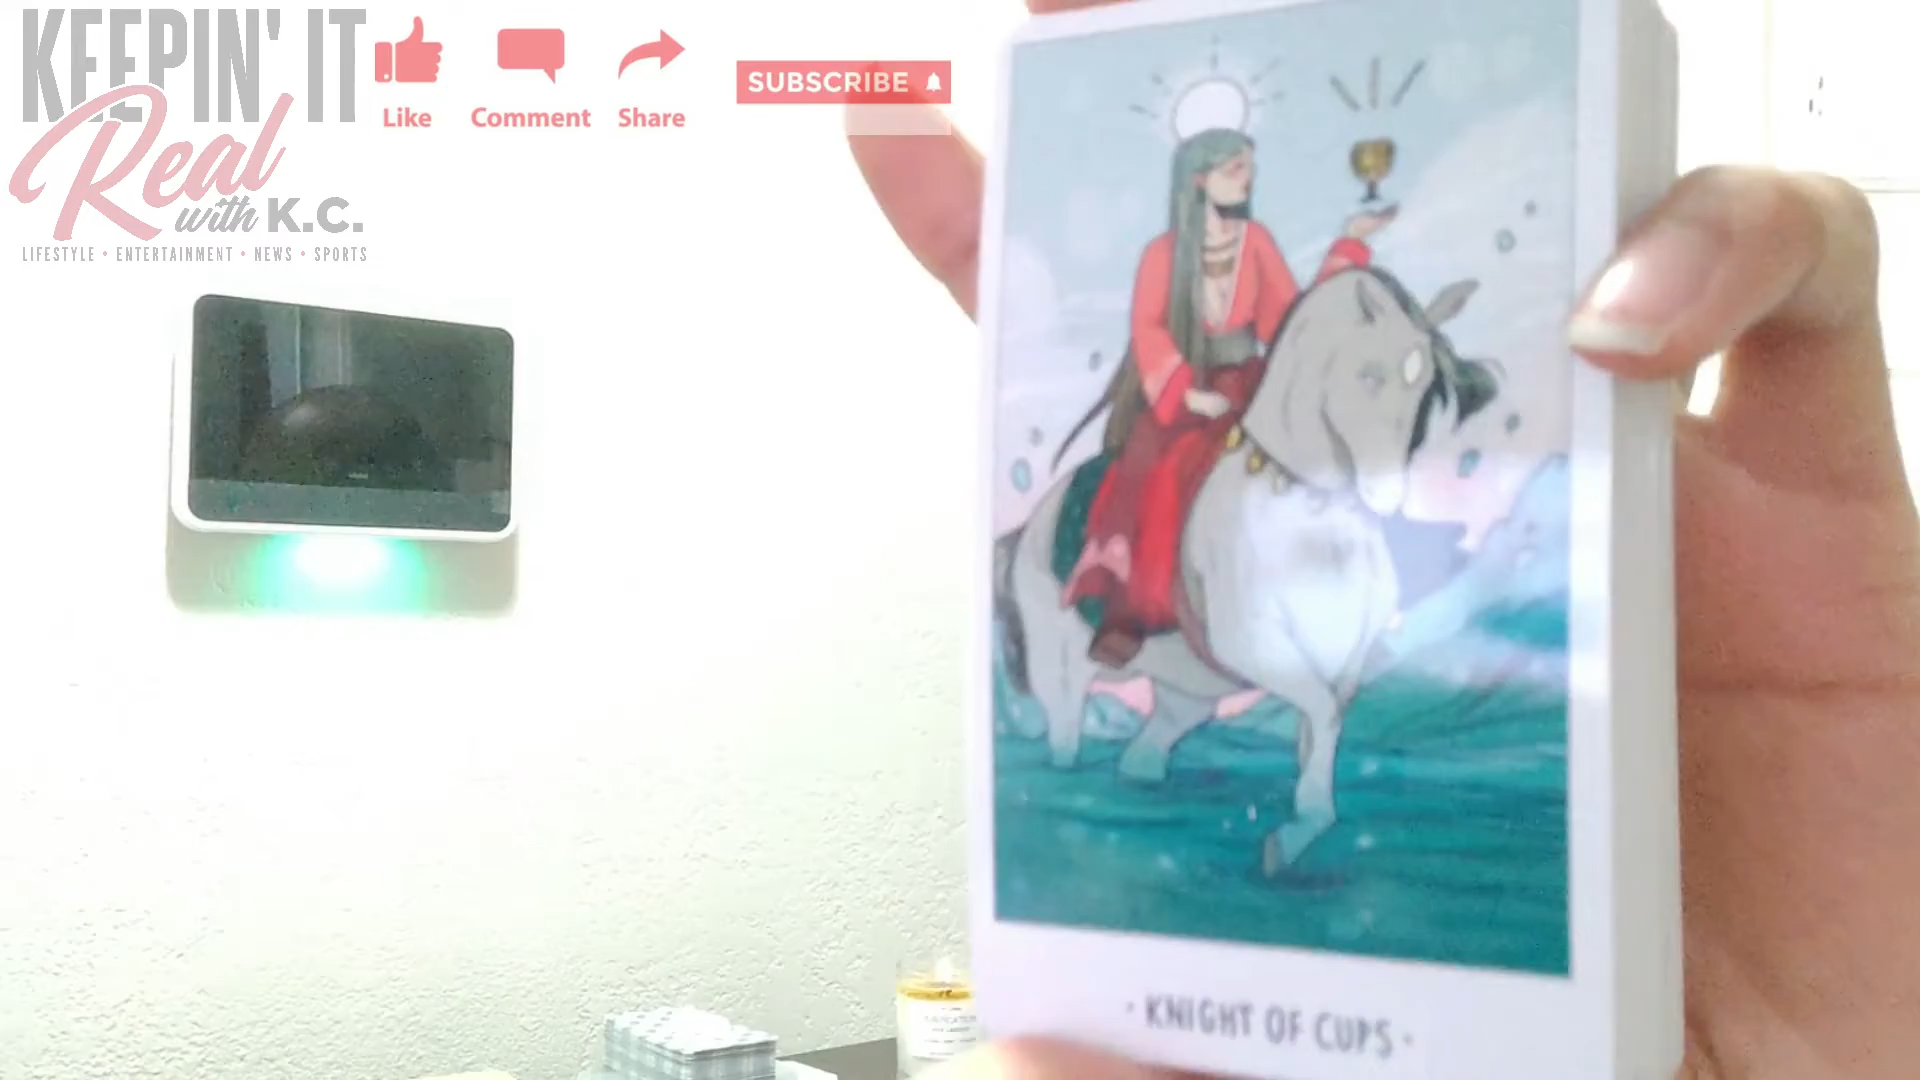 KEEPIN' IT
Real
with K.C.
LIFESTYLE • ENTERTAINMENT • NEWS • SPORTS
Like Comment Share
SUBSCRIBE
• KNIGHT OF CUPS •